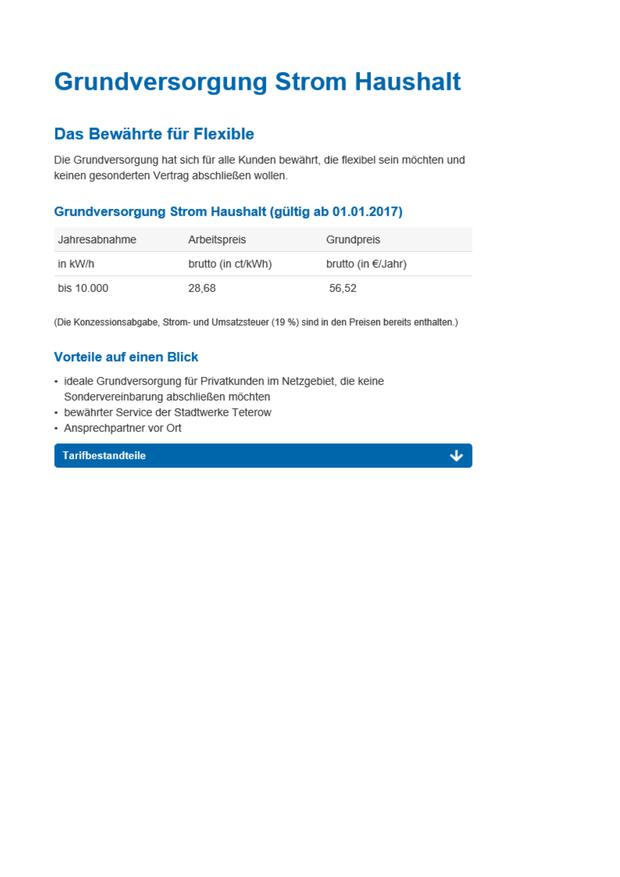 Grundversorgung Strom Haushalt
Das Bewährte für Flexible
Die Grundversorgung hat sich für alle Kunden bewährt, die flexibel sein möchten und
keinen gesonderten Vertrag abschließen wollen.
Grundversorgung Strom Haushalt (gültig ab 01.01.2017)
Jahresabnahme Arbeitspreis Grundpreis
in kW/h brutto (in ct/kWh) brutto (in €/Jahr)
bis 10.000 28,68 56,52
(Die Konzessionsabgabe, Strom- und Umsatzsteuer (19 %) sind in den Preisen bereits enthalten.)
Vorteile auf einen Blick
• ideale Grundversorgung für Privatkunden im Netzgebiet, die keine
Sondervereinbarung abschließen möchten
• bewährter Service der Stadtwerke Teterow
• Ansprechpartner vor Ort
Tarifbestandteile